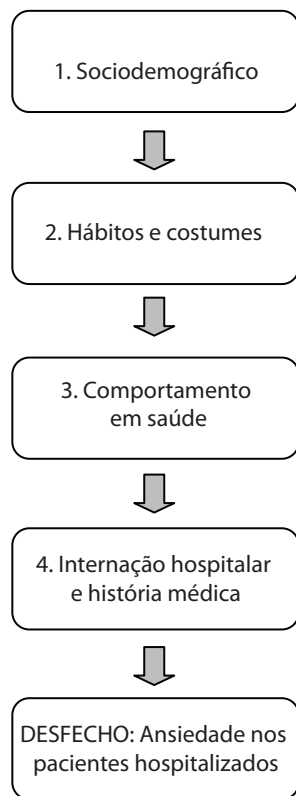 1. Sociodemográfico
2. Hábitos e costumes
3. Comportamento
em saúde
4. Internação hospitalar
e história médica
DESFECHO: Ansiedade nos
pacientes hospitalizados